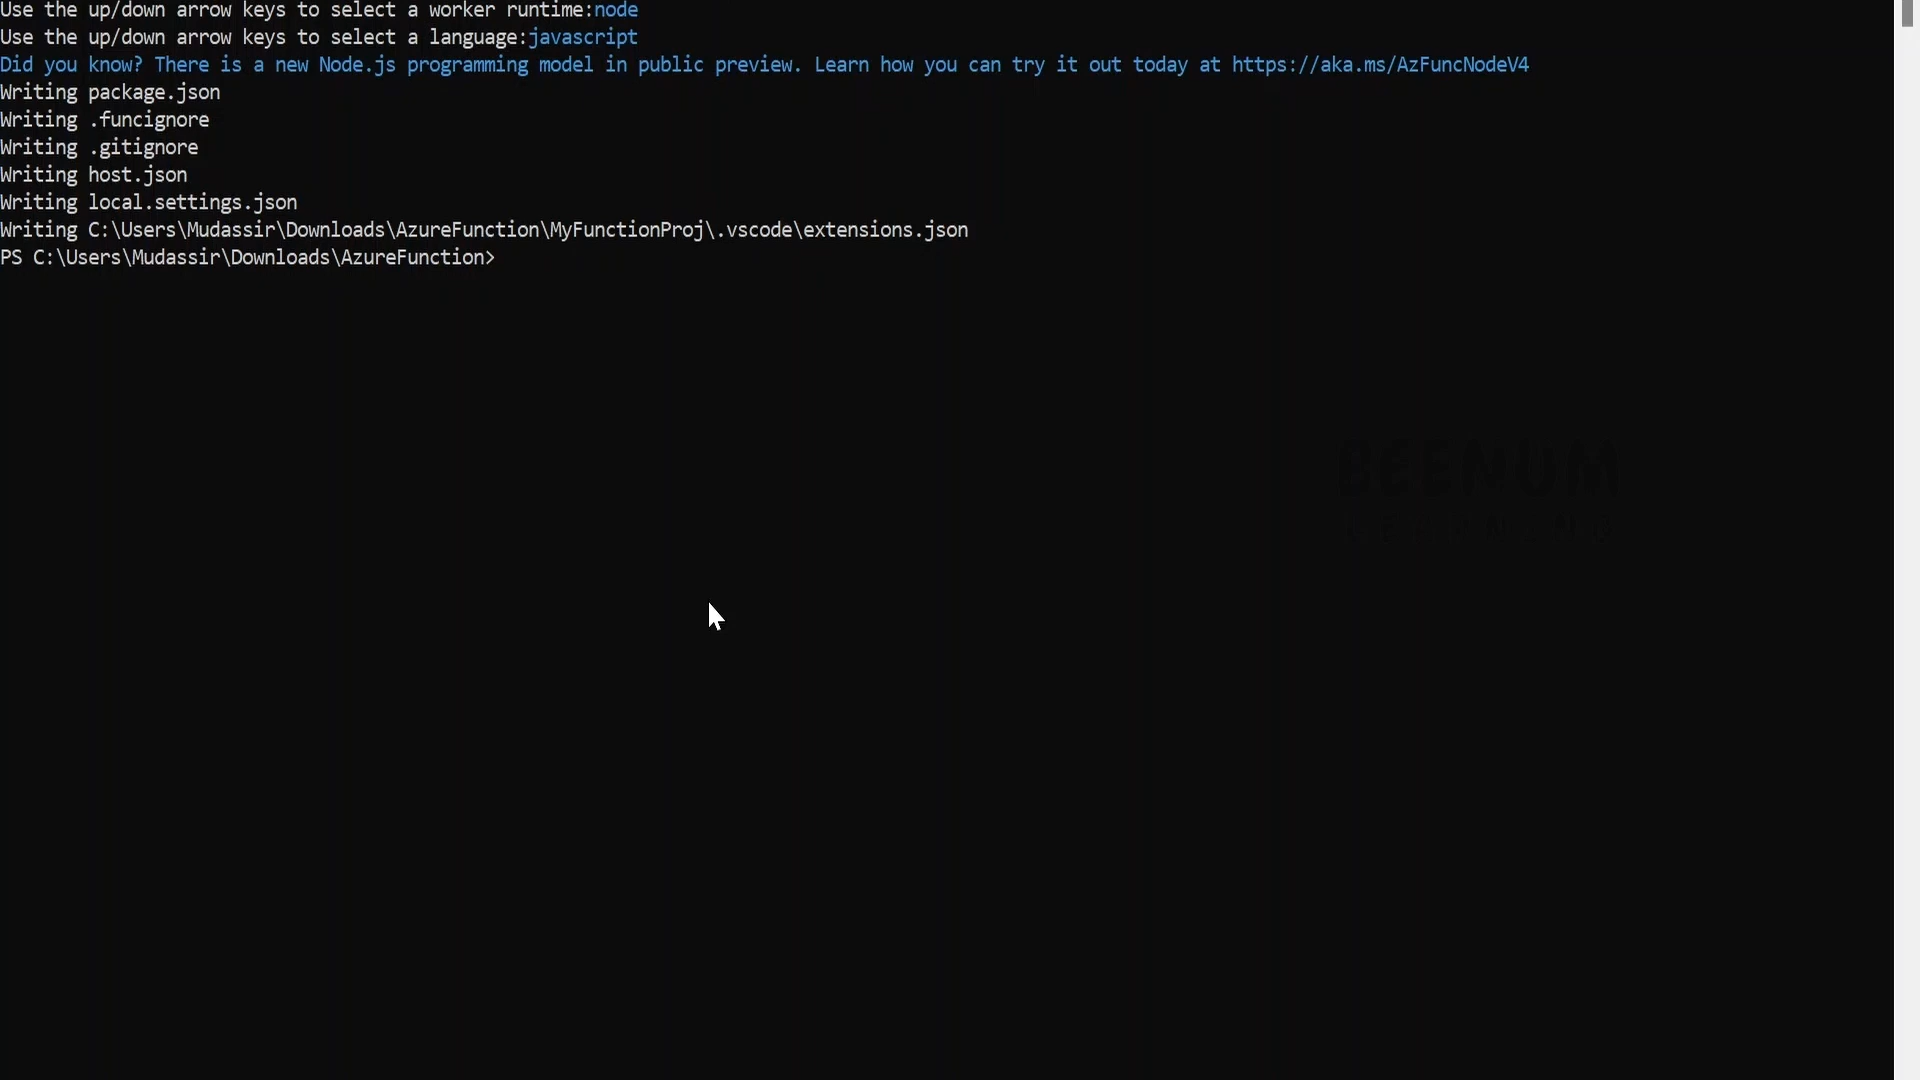 Use the up/down arrow keys to select a worker runtime:node
Use the up/down arrow keys to select a language:javascript
Did you know? There is a new Node.js programming model in public preview. Learn how you can try it out today at https://aka.ms/AzFuncNodeV4
Writing package.json
Writing .funcignore
Writing .gitignore
Writing host.json
Writing local.settings.json
Writing C:\Users\Mudassir\Downloads\AzureFunction\MyFunctionProj\.vscode\extensions.json
PS C:\Users\Mudassir\Downloads\AzureFunction>
BEENUM